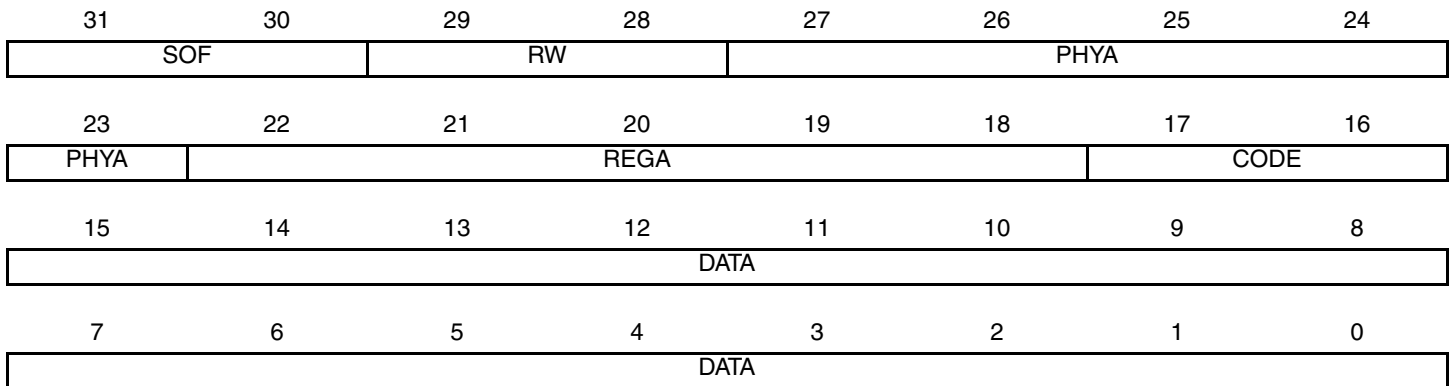 31 30 29 28 27 26 25 24
SOF RW PHYA
23 22 21 20 19 18 17 16
PHYA REGA CODE
15 14 13 12 11 10 9 8
DATA
7 6 5 4 3 2 1 0
DATA